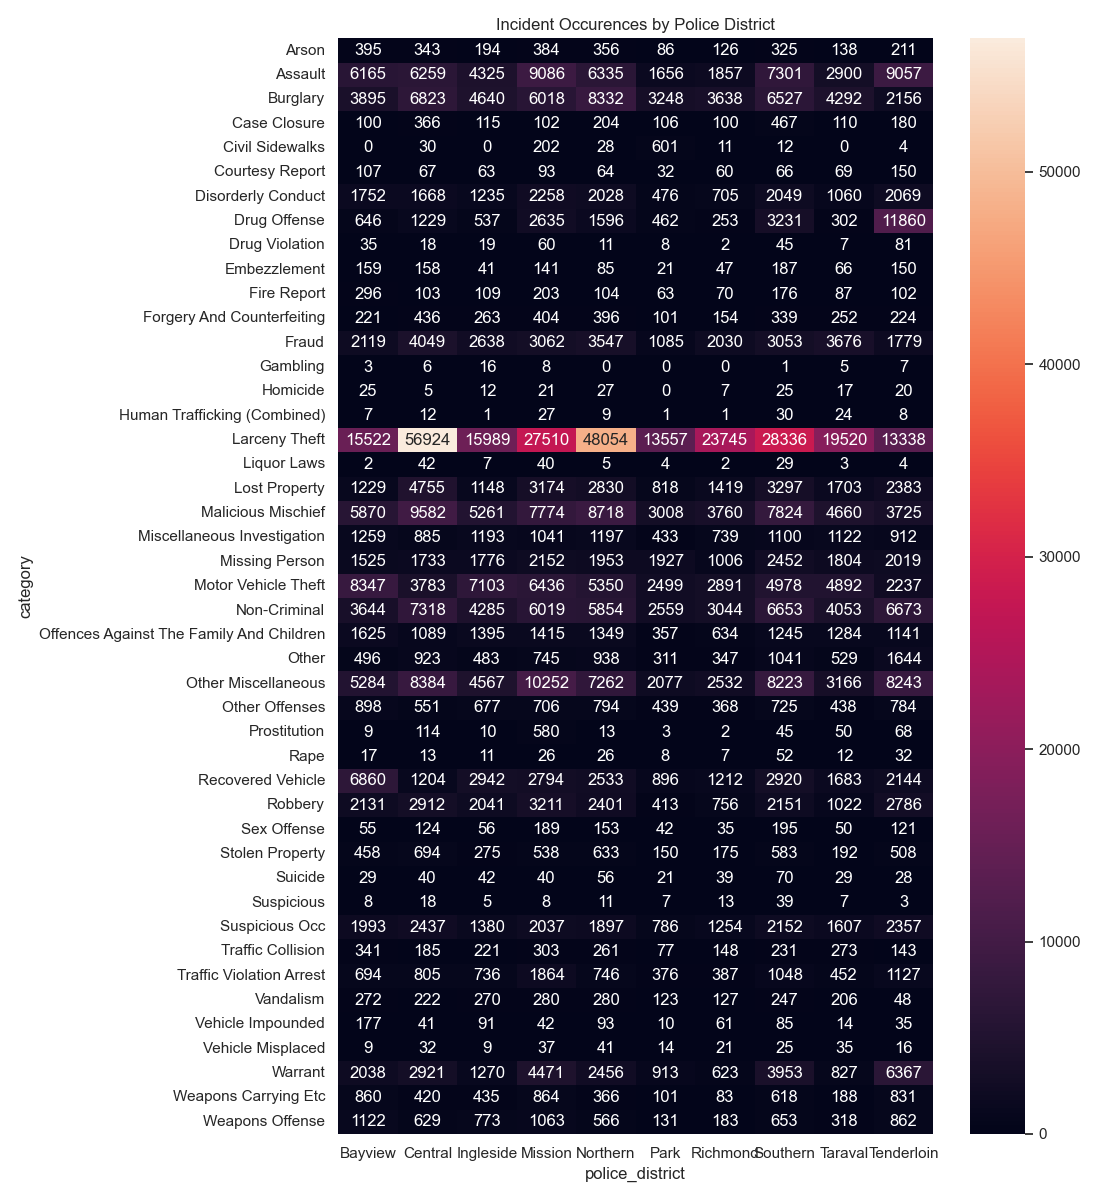 Incident Occurences by Police District
Arson 395 343 194 384 356 86 126 325 138 211
Assault 6165 6259 4325 9086 6335 1656 1857 7301 2900 9057
Burglary 3895 6823 4640 6018 8332 3248 3638 6527 4292 2156
Case Closure 100 366 115 102 204 106 100 467 110 180
Civil Sidewalks 0 30 0 202 28 601 11 12 0 4
Courtesy Report 107 67 63 93 64 32 60 66 69 150
Disorderly Conduct 1752 1668 1235 2258 2028 476 705 2049 1060 2069
Drug Offense 646 1229 537 2635 1596 462 253 3231 302 11860
Drug Violation 35 18 19 60 11 8 2 45 7 81
Embezzlement 159 158 41 141 85 21 47 187 66 150
Fire Report 296 103 109 203 104 63 70 176 87 102
Forgery And Counterfeiting 221 436 263 404 396 101 154 339 252 224
Fraud 2119 4049 2638 3062 3547 1085 2030 3053 3676 1779
Gambling 3 6 16 8 0 0 0 1 5 7
Homicide 25 5 12 21 27 0 7 25 17 20
Human Trafficking (Combined) 7 12 1 27 9 1 1 30 24 8
Larceny Theft 15522 56924 15989 27510 48054 13557 23745 28336 19520 13338
Liquor Laws 2 42 7 40 5 4 2 29 3 4
Lost Property 1229 4755 1148 3174 2830 818 1419 3297 1703 2383
Malicious Mischief 5870 9582 5261 7774 8718 3008 3760 7824 4660 3725
Miscellaneous Investigation 1259 885 1193 1041 1197 433 739 1100 1122 912
Missing Person 1525 1733 1776 2152 1953 1927 1006 2452 1804 2019
Motor Vehicle Theft 8347 3783 7103 6436 5350 2499 2891 4978 4892 2237
Non-Criminal 3644 7318 4285 6019 5854 2559 3044 6653 4053 6673
Offences Against The Family And Children 1625 1089 1395 1415 1349 357 634 1245 1284 1141
Other 496 923 483 745 938 311 347 1041 529 1644
Other Miscellaneous 5284 8384 4567 10252 7262 2077 2532 8223 3166 8243
Other Offenses 898 551 677 706 794 439 368 725 438 784
Prostitution 9 114 10 580 13 3 2 45 50 68
Rape 17 13 11 26 26 8 7 52 12 32
Recovered Vehicle 6860 1204 2942 2794 2533 896 1212 2920 1683 2144
Robbery 2131 2912 2041 3211 2401 413 756 2151 1022 2786
Sex Offense 55 124 56 189 153 42 35 195 50 121
Stolen Property 458 694 275 538 633 150 175 583 192 508
Suicide 29 40 42 40 56 21 39 70 29 28
Suspicious 8 18 5 8 11 7 13 39 7 3
Suspicious Occ 1993 2437 1380 2037 1897 786 1254 2152 1607 2357
Traffic Collision 341 185 221 303 261 77 148 231 273 143
Traffic Violation Arrest 694 805 736 1864 746 376 387 1048 452 1127
Vandalism 272 222 270 280 280 123 127 247 206 48
Vehicle Impounded 177 41 91 42 93 10 61 85 14 35
Vehicle Misplaced 9 32 9 37 41 14 21 25 35 16
Warrant 2038 2921 1270 4471 2456 913 623 3953 827 6367
Weapons Carrying Etc 860 420 435 864 366 101 83 618 188 831
Weapons Offense 1122 629 773 1063 566 131 183 653 318 862
Bayview Central Ingleside Mission Northern Park Richmond Southern Taraval Tenderloin
police_district
category
50000
40000
30000
20000
10000
0